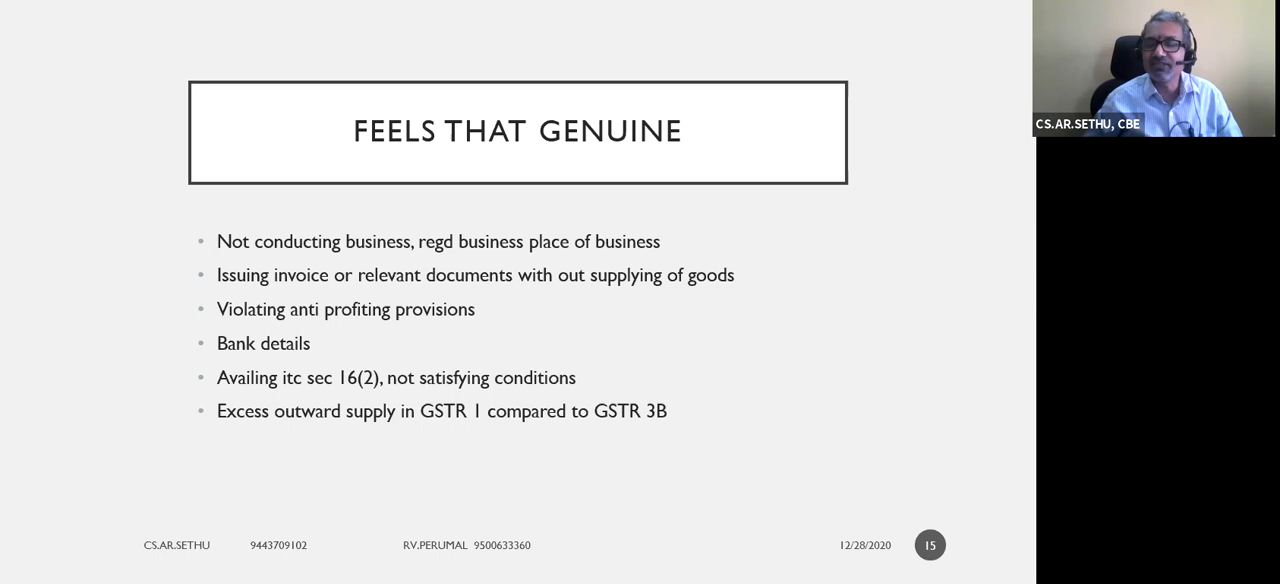 FEELS THAT GENUINE
• Not conducting business, regd business place of business
• Issuing invoice or relevant documents with out supplying of goods
• Violating anti profiting provisions
• Bank details
• Availing itc sec 16(2), not satisfying conditions
• Excess outward supply in GSTR 1 compared to GSTR 3B
CS.AR.SETHU 9443709102 RV.PERUMAL 9500633360 12/28/2020 15
CS.AR.SETHU, CBE